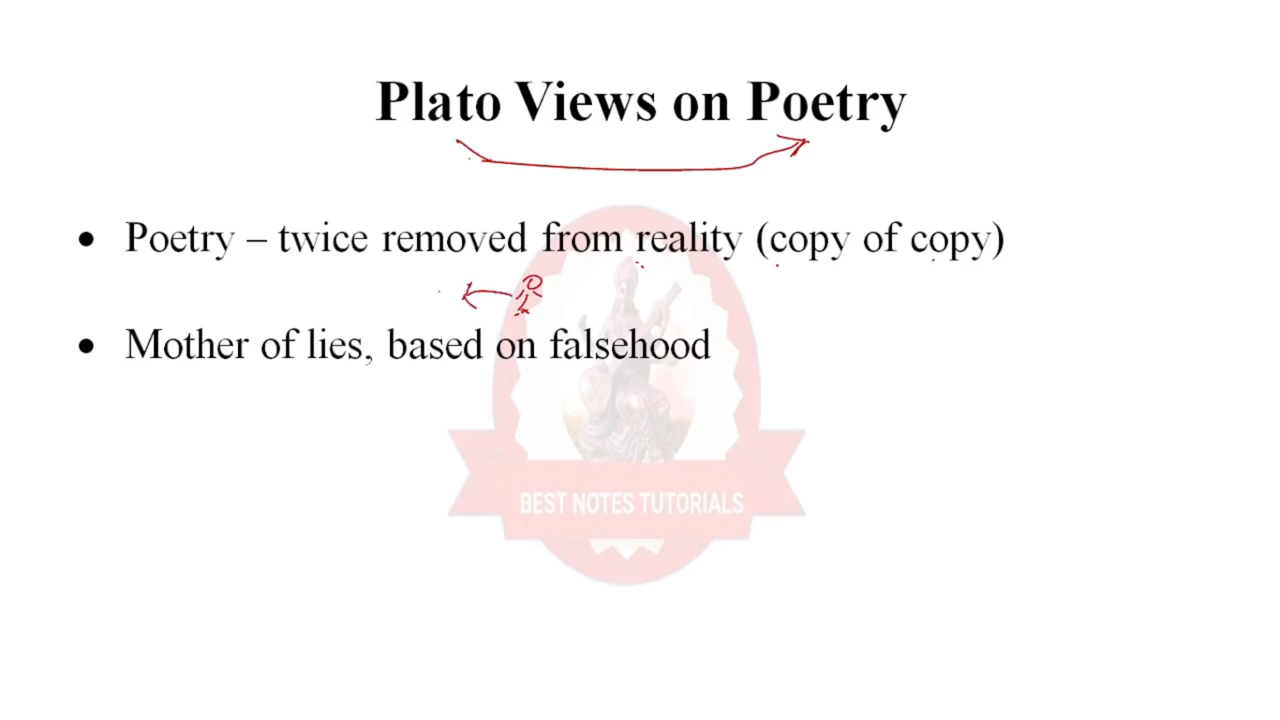 Plato Views on Poetry
• Poetry – twice removed from reality (copy of copy)
• Mother of lies, based on falsehood
BEST NOTES TUTORIALS